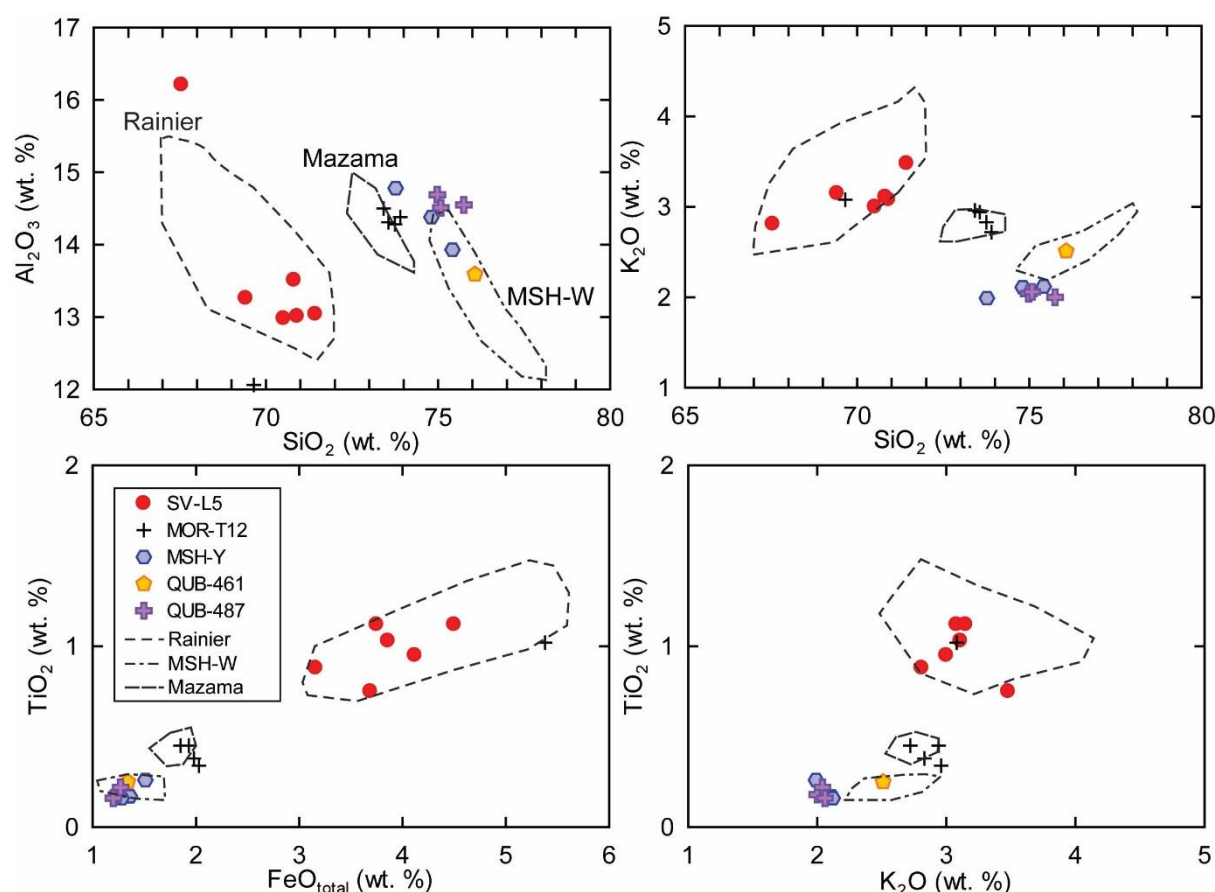 17
16
15
14
13
12
Al2O3 (wt. %)
Rainier
Mazama
MSH-W
65
70
75
80
SiO2 (wt. %)
5
4
3
2
1
K2O (wt. %)
65
70
75
80
SiO2 (wt. %)
2
1
0
TiO2 (wt. %)
SV-L5
MOR-T12
MSH-Y
QUB-461
QUB-487
Rainier
MSH-W
Mazama
1
2
3
4
5
6
FeOtotal (wt. %)
2
1
0
TiO2 (wt. %)
2
3
4
5
K2O (wt. %)